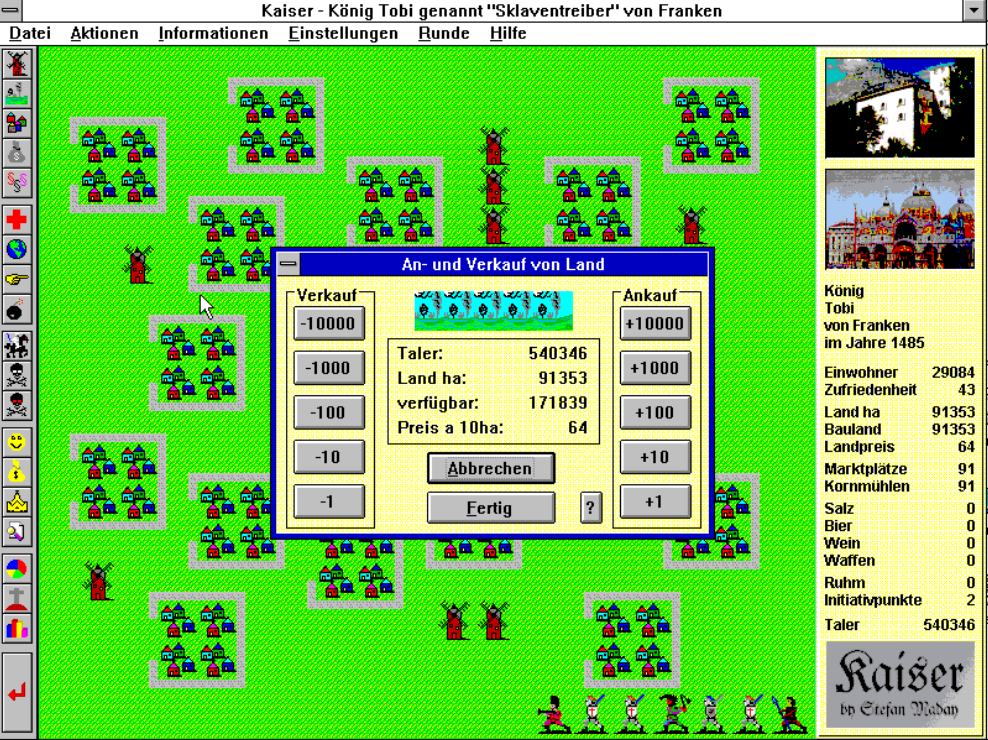 Kaiser - König Tobi genannt "Sklaventreiber" von Franken
Datei Aktionen Informationen Einstellungen Runde Hilfe
An- und Verkauf von Land
Verkauf
-10000
-1000
-100
-10
-1
Taler: 540346
Land ha: 91353
verfügbar: 171839
Preis a 10ha: 64
Abbrechen
Fertig
?
Ankauf
+10000
+1000
+100
+10
+1
König
Tobi
von Franken
im Jahre 1485
Einwohner 29084
Zufriedenheit 43
Land ha 91353
Bauland 91353
Landpreis 64
Marktplätze 91
Kornmühlen 91
Salz 0
Bier 0
Wein 0
Waffen 0
Ruhm 0
Initiativpunkte 2
Taler 540346
Kaiser
by Stefan Maday